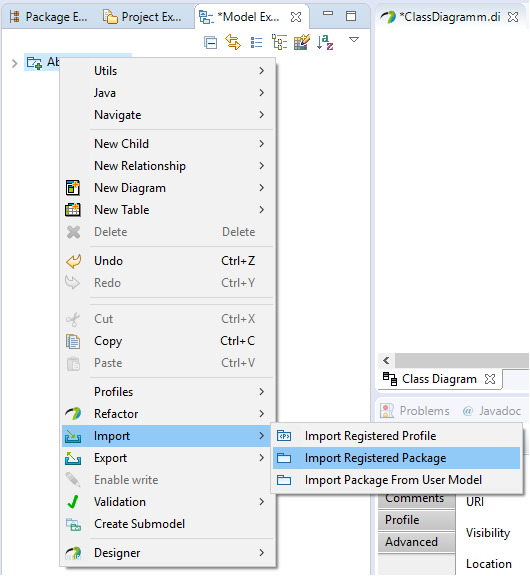 Package E...
Project Ex...
*Model Ex...
*ClassDiagramm.di
Ab
Utils
Java
Navigate
New Child
New Relationship
New Diagram
New Table
Delete Delete
Undo Ctrl+Z
Redo Ctrl+Y
Cut Ctrl+X
Copy Ctrl+C
Paste Ctrl+V
Profiles
Refactor
Import
Export
Enable write
Validation
Create Submodel
Designer
Import Registered Profile
Import Registered Package
Import Package From User Model
Class Diagram
Problems
@ Javadoc
Comments
Profile
Advanced
URI
Visibility
Location